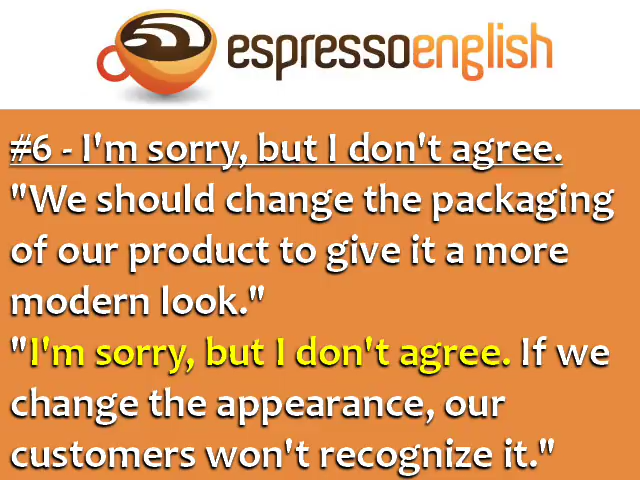 espressoenglish
#6 - I'm sorry, but I don't agree.
"We should change the packaging
of our product to give it a more
modern look."
"I'm sorry, but I don't agree. If we
change the appearance, our
customers won't recognize it."